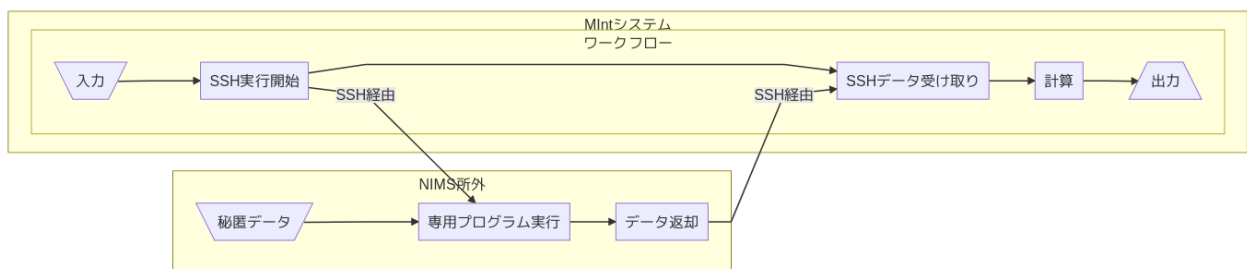 MIntシステム
ワークフロー
入力
SSH実行開始
SSH経由
SSH経由
SSHデータ受け取り
計算
出力
NIMS所外
秘匿データ
専用プログラム実行
データ返却